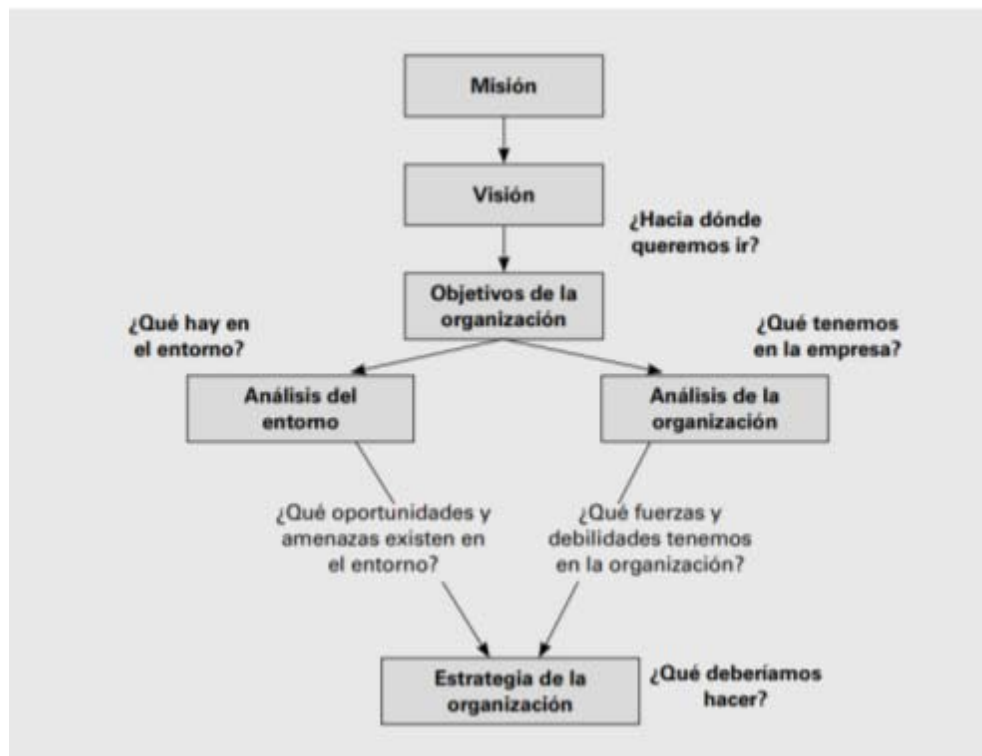 Misión
Visión
¿Hacia dónde
queremos ir?
Objetivos de la
organización
¿Qué hay en
el entorno?
¿Qué tenemos
en la empresa?
Análisis del
entorno
Análisis de la
organización
¿Qué oportunidades y
amenazas existen en
el entorno?
¿Qué fuerzas y
debilidades tenemos
en la organización?
Estrategia de la
organización
¿Qué deberíamos
hacer?